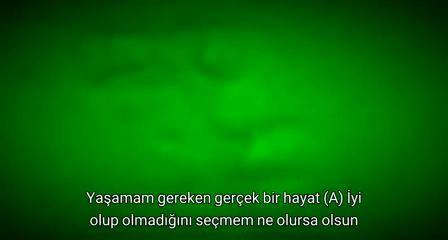 Yaşamam gereken gerçek bir hayat (A) İyi
olup olmadığını seçmem ne olursa olsun